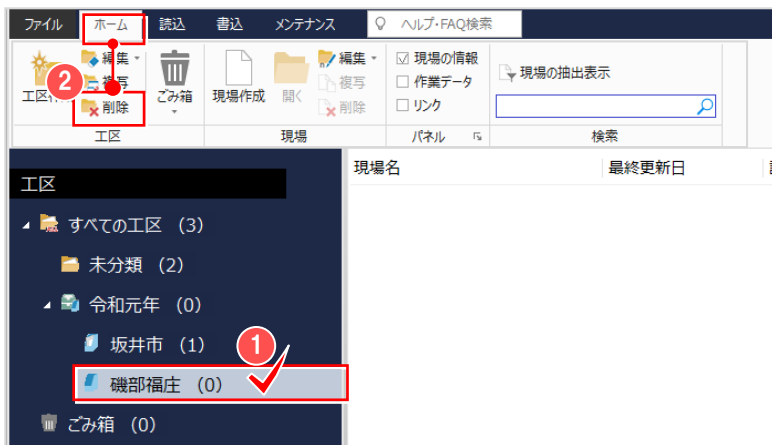 ファイル ホーム 読込 書込 メンテナンス ヘルプ・FAQ検索
編集 編集 現場の情報
2 複写 作業データ 現場の抽出表示
工区 ごみ箱 現場作成 開く 複写
削除 削除 リンク
工区 現場 パネル 検索
工区 現場名 最終更新日
すべての工区 (3)
未分類 (2)
令和元年 (0)
坂井市 (1) 1
磯部福庄 (0)
ごみ箱 (0)